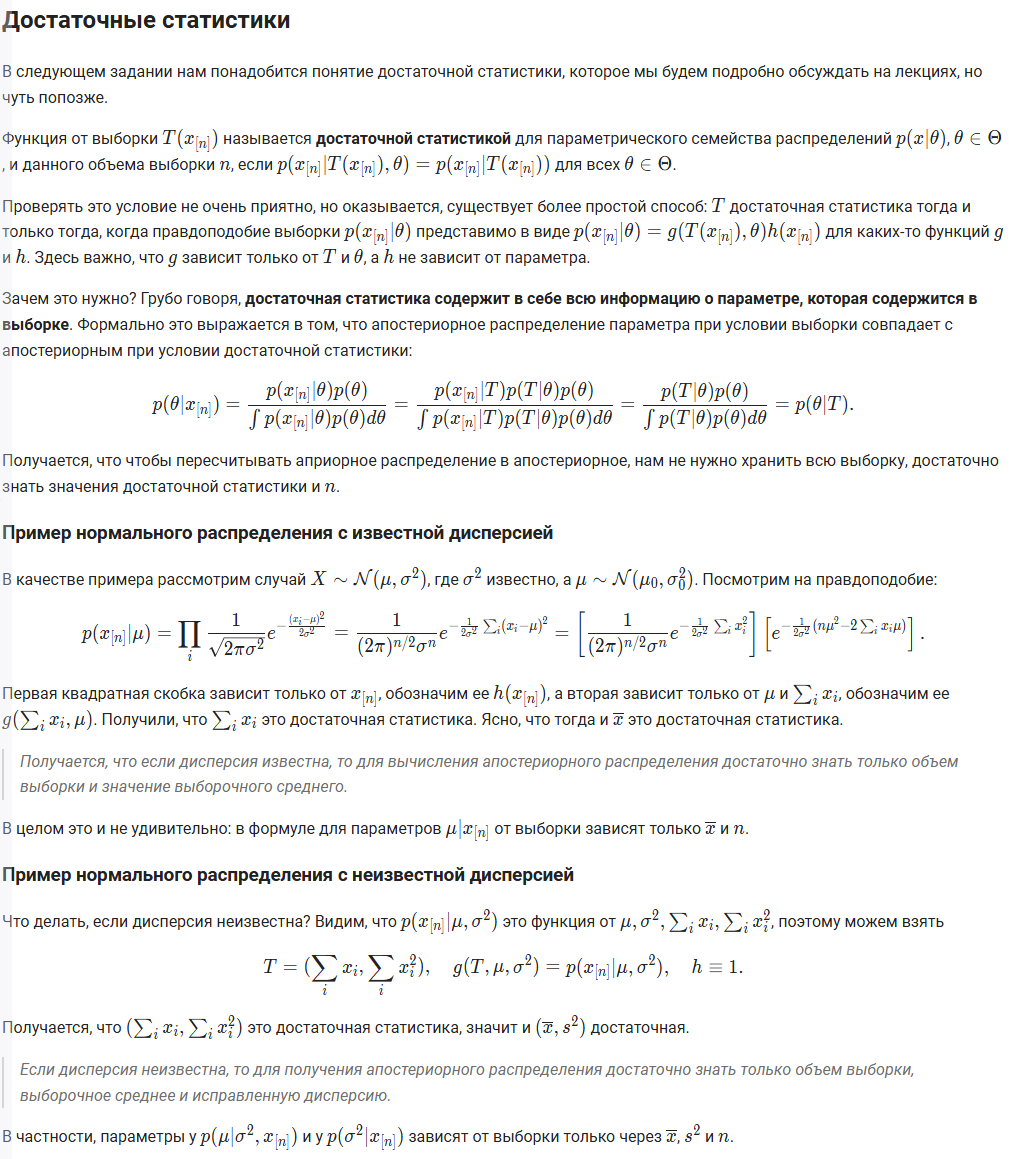 Достаточные статистики
В следующем задании нам понадобится понятие достаточной статистики, которое мы будем подробно обсуждать на лекциях, но
чуть попозже.
Функция от выборки $T(x_{[n]})$ называется достаточной статистикой для параметрического семейства распределений $p(x|\theta), \theta \in \Theta$
, и данного объема выборки $n$, если $p(x_{[n]}|T(x_{[n]}), \theta) = p(x_{[n]}|T(x_{[n]}))$ для всех $\theta \in \Theta$.
Проверять это условие не очень приятно, но оказывается, существует более простой способ: $T$ достаточная статистика тогда и
только тогда, когда правдоподобие выборки $p(x_{[n]}|\theta)$ представимо в виде $p(x_{[n]}|\theta) = g(T(x_{[n]}), \theta)h(x_{[n]})$ для каких-то функций $g$
и $h$. Здесь важно, что $g$ зависит только от $T$ и $\theta$, а $h$ не зависит от параметра.
Зачем это нужно? Грубо говоря, достаточная статистика содержит в себе всю информацию о параметре, которая содержится в
выборке. Формально это выражается в том, что апостериорное распределение параметра при условии выборки совпадает с
апостериорным при условии достаточной статистики:
$p(\theta|x_{[n]}) = \frac{p(x_{[n]}|\theta)p(\theta)}{\int p(x_{[n]}|\theta)p(\theta)d\theta} = \frac{p(x_{[n]}|T)p(T|\theta)p(\theta)}{\int p(x_{[n]}|T)p(T|\theta)p(\theta)d\theta} = \frac{p(T|\theta)p(\theta)}{\int p(T|\theta)p(\theta)d\theta} = p(\theta|T).$
Получается, что чтобы пересчитывать априорное распределение в апостериорное, нам не нужно хранить всю выборку, достаточно
знать значения достаточной статистики и $n$.
Пример нормального распределения с известной дисперсией
В качестве примера рассмотрим случай $X \sim \mathcal{N}(\mu, \sigma^2)$, где $\sigma^2$ известно, а $\mu \sim \mathcal{N}(\mu_0, \sigma_0^2)$. Посмотрим на правдоподобие:
$p(x_{[n]}|\mu) = \prod_i \frac{1}{\sqrt{2\pi\sigma^2}} e^{-\frac{(x_i-\mu)^2}{2\sigma^2}} = \frac{1}{(2\pi)^{n/2}\sigma^n} e^{-\frac{1}{2\sigma^2}\sum_i(x_i-\mu)^2} = \left[\frac{1}{(2\pi)^{n/2}\sigma^n} e^{-\frac{1}{2\sigma^2}\sum_i x_i^2}\right] \left[e^{-\frac{1}{2\sigma^2}(n\mu^2-2\sum_i x_i\mu)}\right].$
Первая квадратная скобка зависит только от $x_{[n]}$, обозначим ее $h(x_{[n]})$, а вторая зависит только от $\mu$ и $\sum_i x_i$, обозначим ее
$g(\sum_i x_i, \mu)$. Получили, что $\sum_i x_i$ это достаточная статистика. Ясно, что тогда и $\overline{x}$ это достаточная статистика.
Получается, что если дисперсия известна, то для вычисления апостериорного распределения достаточно знать только объем
выборки и значение выборочного среднего.
В целом это и не удивительно: в формуле для параметров $\mu|x_{[n]}$ от выборки зависят только $\overline{x}$ и $n$.
Пример нормального распределения с неизвестной дисперсией
Что делать, если дисперсия неизвестна? Видим, что $p(x_{[n]}|\mu, \sigma^2)$ это функция от $\mu, \sigma^2, \sum_i x_i, \sum_i x_i^2$, поэтому можем взять
$T = (\sum_i x_i, \sum_i x_i^2), \quad g(T, \mu, \sigma^2) = p(x_{[n]}|\mu, \sigma^2), \quad h \equiv 1.$
Получается, что $(\sum_i x_i, \sum_i x_i^2)$ это достаточная статистика, значит и $(\overline{x}, s^2)$ достаточная.
Если дисперсия неизвестна, то для получения апостериорного распределения достаточно знать только объем выборки,
выборочное среднее и исправленную дисперсию.
В частности, параметры у $p(\mu|\sigma^2, x_{[n]})$ и у $p(\sigma^2|x_{[n]})$ зависят от выборки только через $\overline{x}$, $s^2$ и $n$.